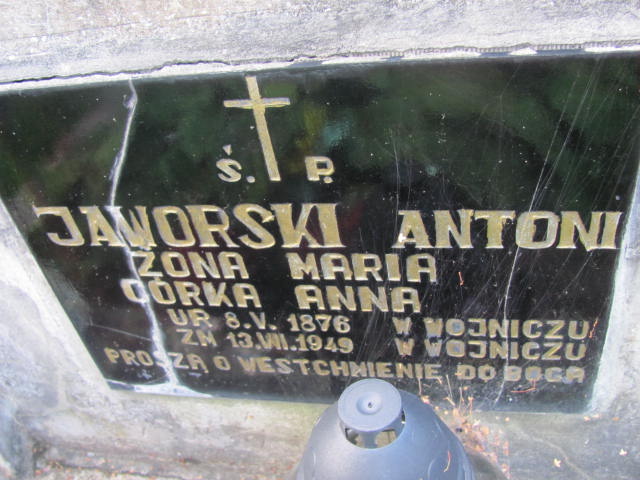 Ś. P.
JAWORSKI ANTONI
ŻONA MARIA
CÓRKA ANNA
UR 8.V. 1876 W WOJNICZU
ZM 13.VII.1949 W WOJNICZU
PROSZĄ O WESTCHNIENIE DO BOGA